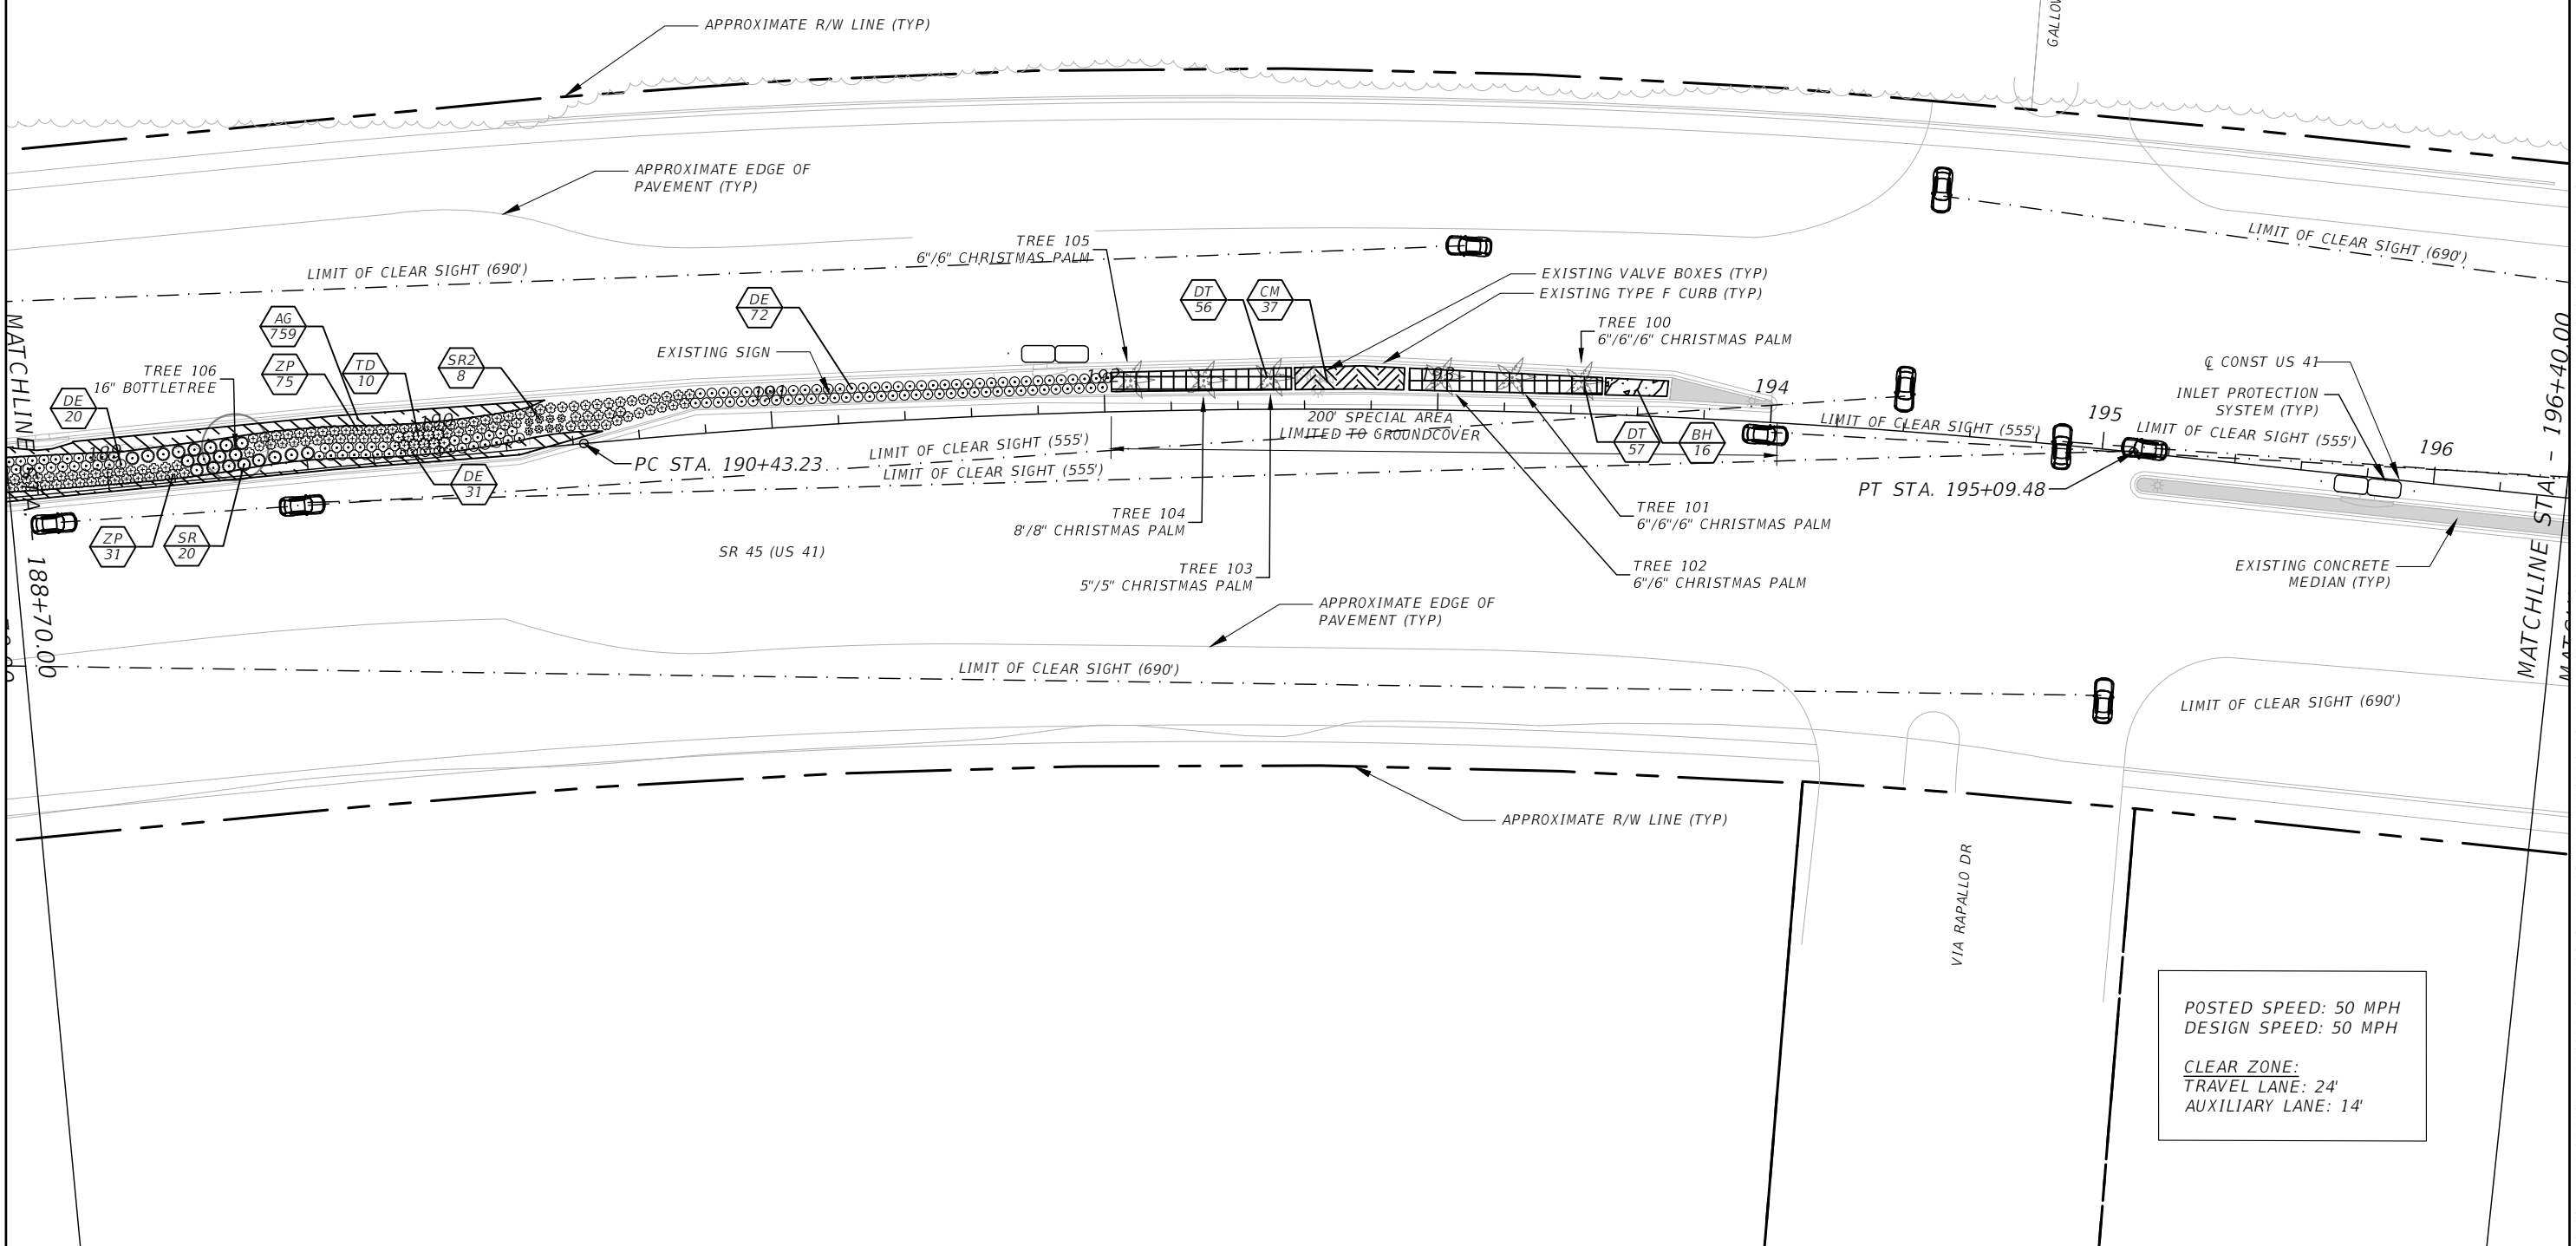 APPROXIMATE R/W LINE (TYP)
APPROXIMATE EDGE OF
PAVEMENT (TYP)
LIMIT OF CLEAR SIGHT (690')
LIMIT OF CLEAR SIGHT (690')
TREE 105
6"/6" CHRISTMAS PALM
EXISTING VALVE BOXES (TYP)
EXISTING TYPE F CURB (TYP)
DT
56
CM
37
DE
72
AG
759
ZP
75
TD
10
SR2
8
DE
20
TREE 106
16" BOTTLETREE
EXISTING SIGN
TREE 100
6"/6"/6" CHRISTMAS PALM
℄ CONST US 41
INLET PROTECTION
SYSTEM (TYP)
189
190
191
192
193
194
195
196
200' SPECIAL AREA
LIMITED TO GROUNDCOVER
LIMIT OF CLEAR SIGHT (555')
LIMIT OF CLEAR SIGHT (555')
LIMIT OF CLEAR SIGHT (555')
LIMIT OF CLEAR SIGHT (555')
PC STA. 190+43.23
PT STA. 195+09.48
DE
31
ZP
31
SR
20
DT
57
BH
16
TREE 104
8'/8" CHRISTMAS PALM
TREE 101
6"/6"/6" CHRISTMAS PALM
SR 45 (US 41)
TREE 103
5"/5" CHRISTMAS PALM
TREE 102
6"/6" CHRISTMAS PALM
EXISTING CONCRETE
MEDIAN (TYP)
APPROXIMATE EDGE OF
PAVEMENT (TYP)
LIMIT OF CLEAR SIGHT (690')
LIMIT OF CLEAR SIGHT (690')
MATCHLINE STA. 188+70.00
MATCHLINE STA. - 196+40.00
APPROXIMATE R/W LINE (TYP)
VIA RAPALLO DR
POSTED SPEED: 50 MPH
DESIGN SPEED: 50 MPH
CLEAR ZONE:
TRAVEL LANE: 24'
AUXILIARY LANE: 14'